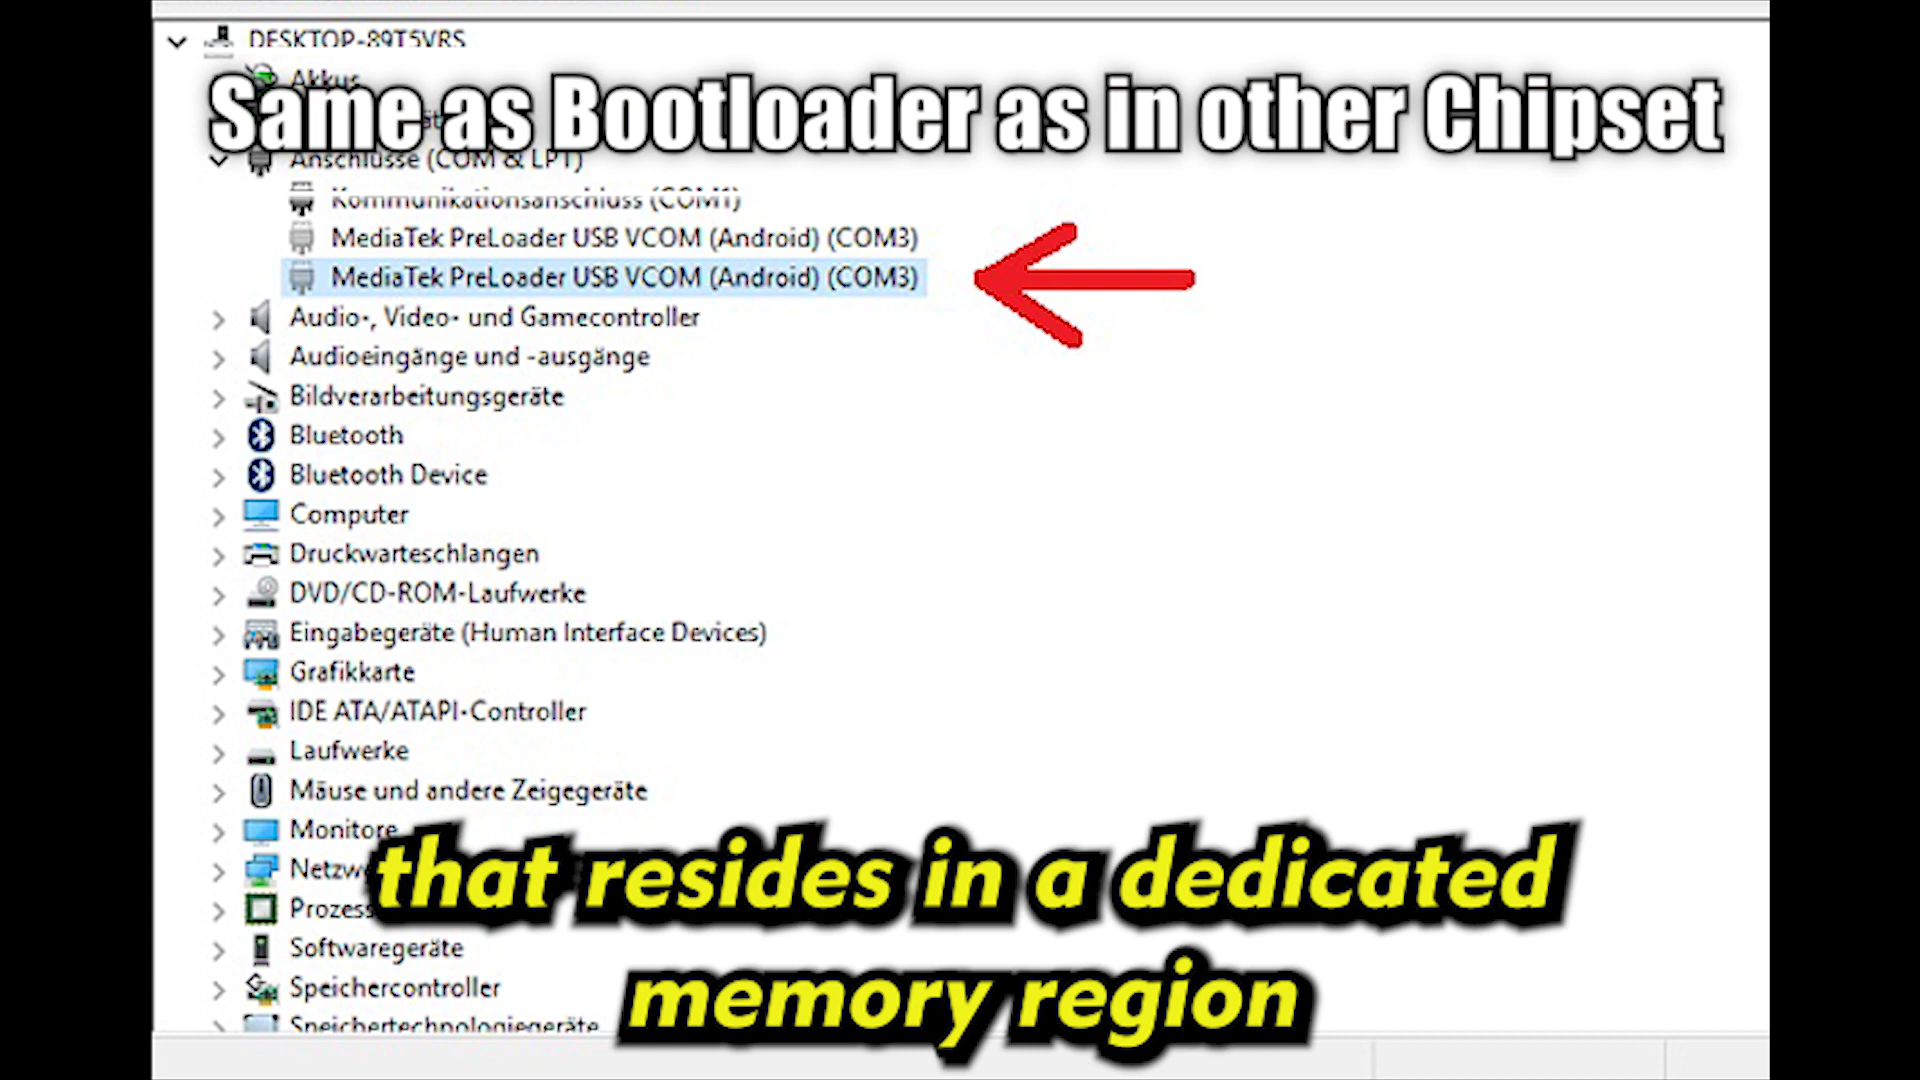 DESKTOP-89T5VRS
Akkus
Same as Bootloader as in other Chipset
Anschlüsse (COM & LPT)
Kommunikationsanschluss (COM1)
MediaTek PreLoader USB VCOM (Android) (COM3)
MediaTek PreLoader USB VCOM (Android) (COM3)
Audio-, Video- und Gamecontroller
Audioeingänge und -ausgänge
Bildverarbeitungsgeräte
Bluetooth
Bluetooth Device
Computer
Druckwarteschlangen
DVD/CD-ROM-Laufwerke
Eingabegeräte (Human Interface Devices)
Grafikkarte
IDE ATA/ATAPI-Controller
Laufwerke
Mäuse und andere Zeigegeräte
Monitore
that resides in a dedicated
Softwaregeräte
Speichercontroller
memory region
Speichertechnologiegeräte